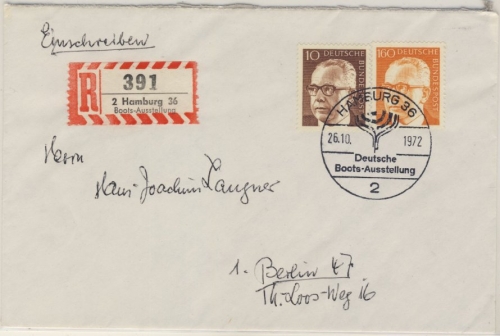 Einschreiben
R
391
2 Hamburg 36
Boots-Ausstellung
10 DEUTSCHE BUNDESPOST
160 DEUTSCHE BUNDESPOST
HAMBURG 36
26.10. 1972
Deutsche
Boots-Ausstellung
2
Herrn
Hans-Joachim Langner
1. Berlin 47
Th.-Loos-Weg 16